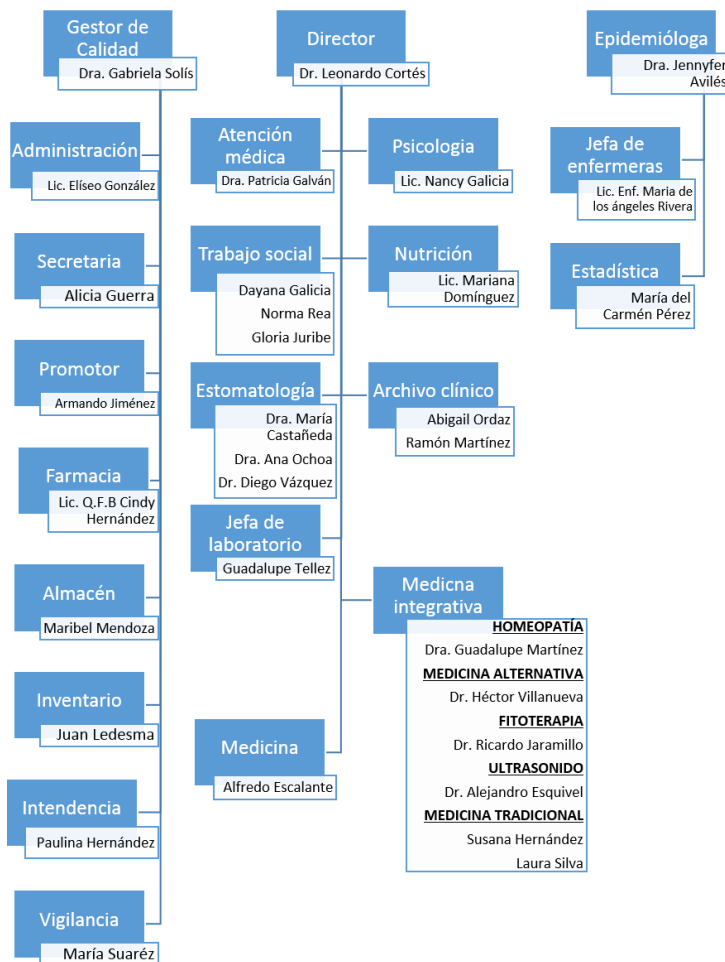 Gestor de
Calidad
Dra. Gabriela Solís
Administración
Lic. Elíseo González
Secretaria
Alicia Guerra
Promotor
Armando Jiménez
Farmacia
Lic. Q.F.B Cindy
Hernández
Almacén
Maribel Mendoza
Inventario
Juan Ledesma
Intendencia
Paulina Hernández
Vigilancia
María Suaréz
Director
Dr. Leonardo Cortés
Atención
médica
Dra. Patricia Galván
Psicologia
Lic. Nancy Galicia
Trabajo social
Dayana Galicia
Norma Rea
Gloria Juribe
Nutrición
Lic. Mariana
Domínguez
Estomatología
Dra. María
Castañeda
Dra. Ana Ochoa
Dr. Diego Vázquez
Archivo clínico
Abigail Ordaz
Ramón Martínez
Jefa de
laboratorio
Guadalupe Tellez
Medicna
integrativa
HOMEOPATÍA
Dra. Guadalupe Martínez
MEDICINA ALTERNATIVA
Dr. Héctor Villanueva
FITOTERAPIA
Dr. Ricardo Jaramillo
ULTRASONIDO
Dr. Alejandro Esquivel
MEDICINA TRADICIONAL
Susana Hernández
Laura Silva
Medicina
Alfredo Escalante
Epidemióloga
Dra. Jennyfer
Avilés
Jefa de
enfermeras
Lic. Enf. Maria de
los ángeles Rivera
Estadística
María del
Carmén Pérez